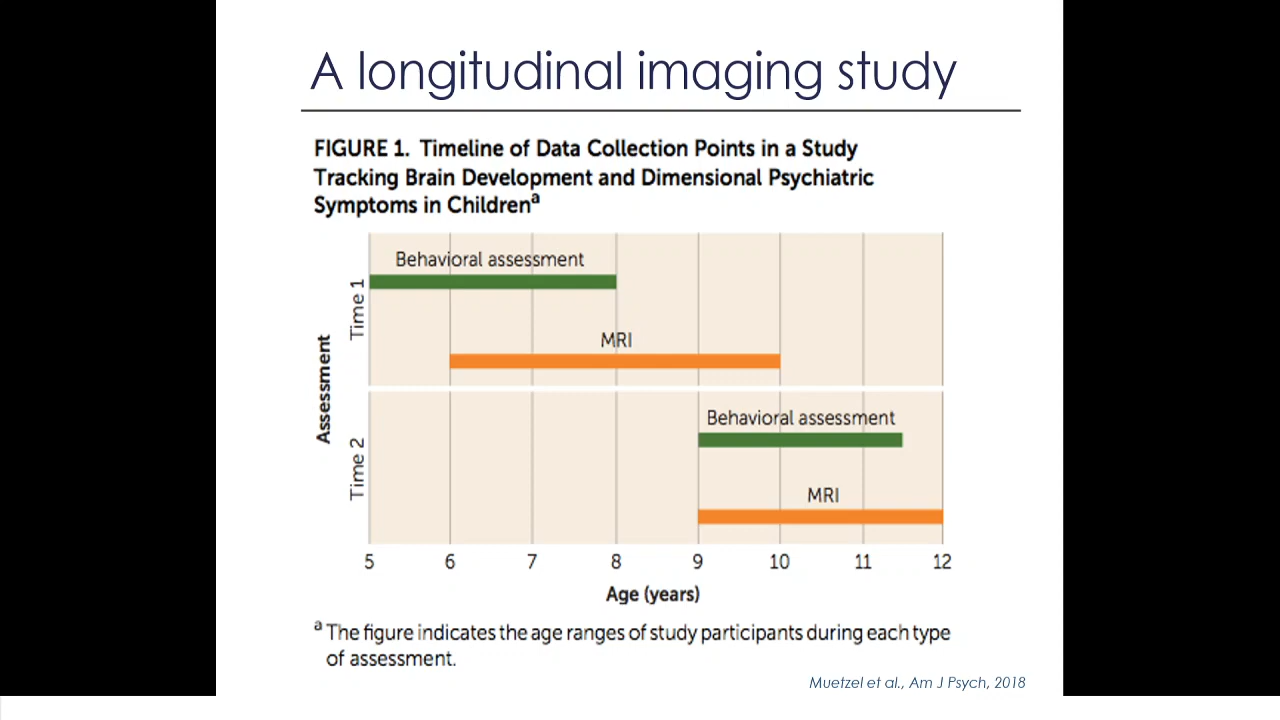 A longitudinal imaging study
FIGURE 1. Timeline of Data Collection Points in a Study
Tracking Brain Development and Dimensional Psychiatric
Symptoms in Childrenª
Assessment
Time 1
Behavioral assessment
MRI
Time 2
Behavioral assessment
MRI
5 6 7 8 9 10 11 12
Age (years)
ª The figure indicates the age ranges of study participants during each type
of assessment.
Muetzel et al., Am J Psych, 2018